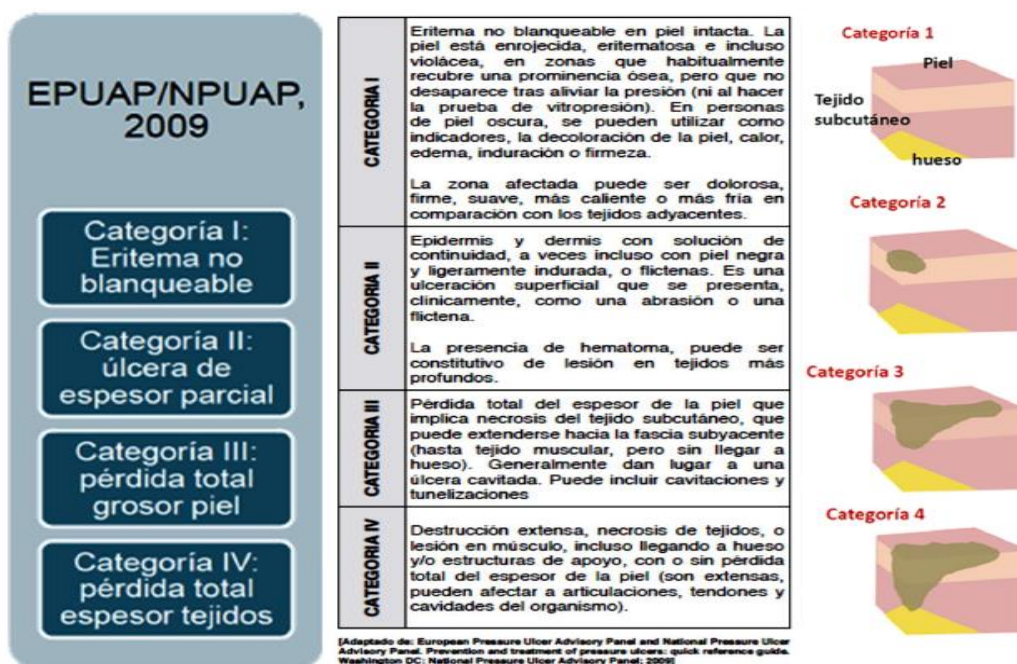 EPUAP/NPUAP,
2009
Categoría I:
Eritema no
blanqueable
Categoría II:
úlcera de
espesor parcial
Categoría III:
pérdida total
grosor piel
Categoría IV:
pérdida total
espesor tejidos
CATEGORIA I
Eritema no blanqueable en piel intacta. La
piel está enrojecida, eritematosa e incluso
violácea, en zonas que habitualmente
recubre una prominencia ósea, pero que no
desaparece tras aliviar la presión (ni al hacer
la prueba de vitropresión). En personas
de piel oscura, se pueden utilizar como
indicadores, la decoloración de la piel, calor,
edema, induración o firmeza.
La zona afectada puede ser dolorosa,
firme, suave, más caliente o más fría en
comparación con los tejidos adyacentes.
CATEGORIA II
Epidermis y dermis con solución de
continuidad, a veces incluso con piel negra
y ligeramente indurada, o flictenas. Es una
ulceración superficial que se presenta,
clínicamente, como una abrasión o una
flictena.
La presencia de hematoma, puede ser
constitutivo de lesión en tejidos más
profundos.
CATEGORIA III
Pérdida total del espesor de la piel que
implica necrosis del tejido subcutáneo, que
puede extenderse hacia la fascia subyacente
(hasta tejido muscular, pero sin llegar a
hueso). Generalmente dan lugar a una
úlcera cavitada. Puede incluir cavitaciones y
tunelizaciones
CATEGORIA IV
Destrucción extensa, necrosis de tejidos, o
lesión en músculo, incluso llegando a hueso
y/o estructuras de apoyo, con o sin pérdida
total del espesor de la piel (son extensas,
pueden afectar a articulaciones, tendones y
cavidades del organismo).
[Adaptado de: European Pressure Ulcer Advisory Panel and National Pressure Ulcer
Advisory Panel. Prevention and treatment of pressure ulcers: quick reference guide.
Washington DC: National Pressure Ulcer Advisory Panel; 2009]
Categoría 1
Piel
Tejido
subcutáneo
hueso
Categoría 2
Categoría 3
Categoría 4